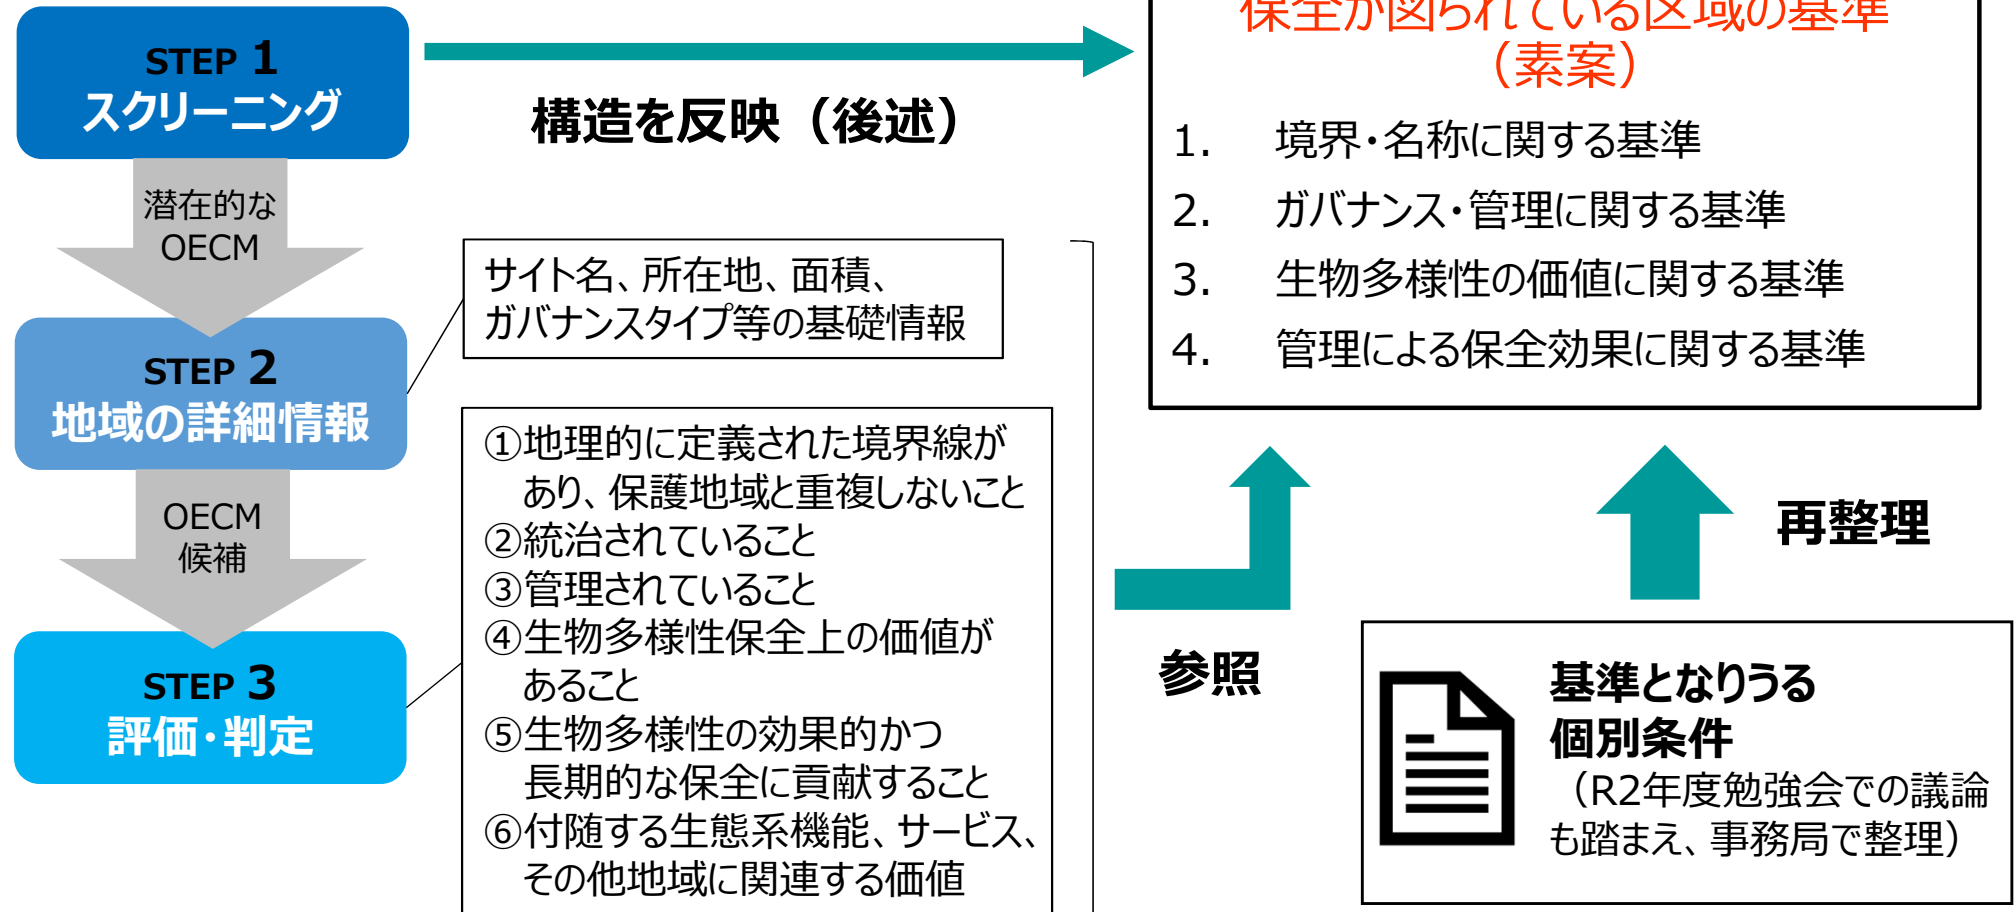 STEP 1
スクリーニング
潜在的な
OECM
STEP 2
地域の詳細情報
OECM
候補
STEP 3
評価・判定
構造を反映（後述）
サイト名、所在地、面積、
ガバナンスタイプ等の基礎情報
①地理的に定義された境界線が
あり、保護地域と重複しないこと
②統治されていること
③管理されていること
④生物多様性保全上の価値が
あること
⑤生物多様性の効果的かつ
長期的な保全に貢献すること
⑥付随する生態系機能、サービス、
その他地域に関連する価値
保全が図られている区域の基準
（素案）
1. 境界・名称に関する基準
2. ガバナンス・管理に関する基準
3. 生物多様性の価値に関する基準
4. 管理による保全効果に関する基準
参照
再整理
基準となりうる
個別条件
（R2年度勉強会での議論
も踏まえ、事務局で整理）